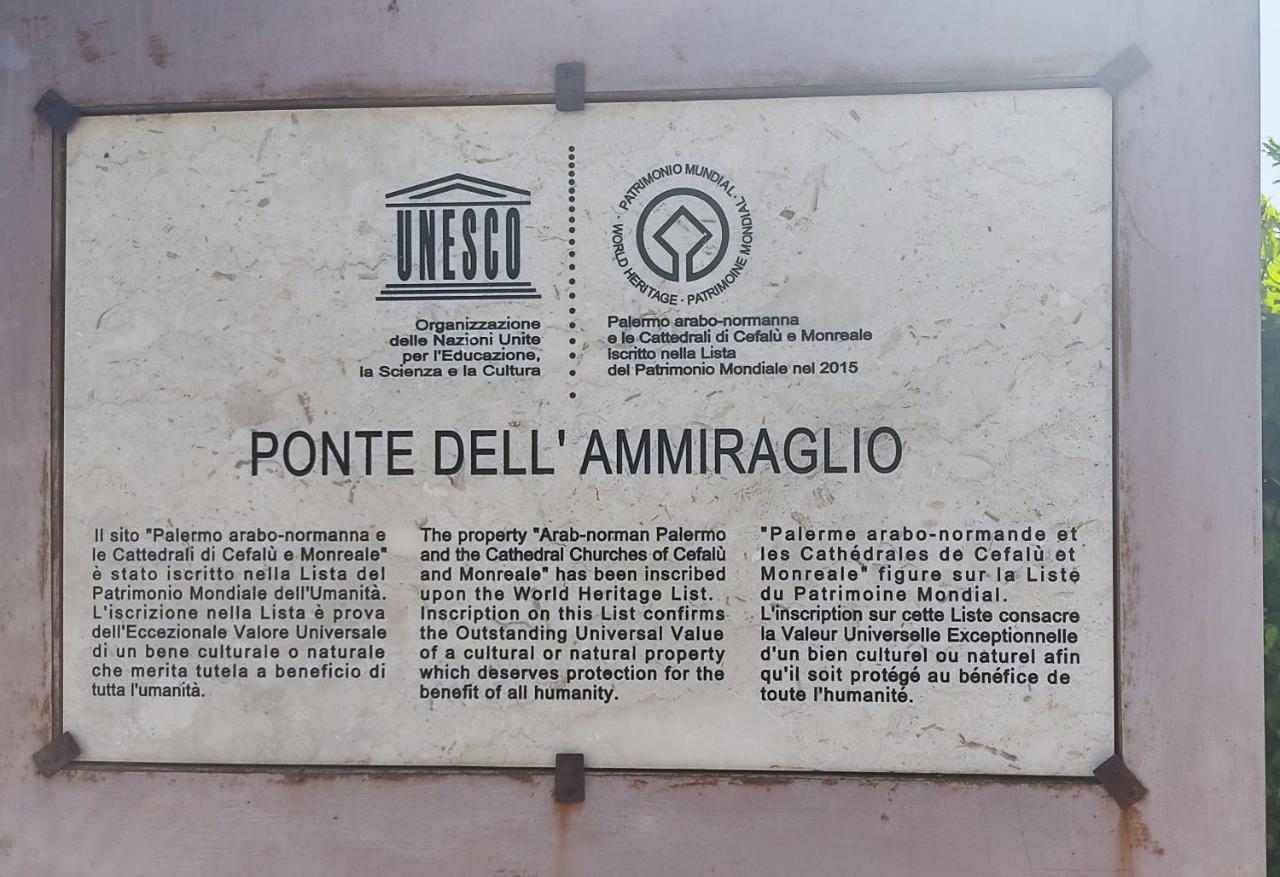 UNESCO
Organizzazione
delle Nazioni Unite
per l'Educazione,
la Scienza e la Cultura
PATRIMONIO MUNDIAL · PATRIMOINE MONDIAL · WORLD HERITAGE ·
Palermo arabo-normanna
e le Cattedrali di Cefalù e Monreale
iscritto nella Lista
del Patrimonio Mondiale nel 2015
PONTE DELL' AMMIRAGLIO
Il sito "Palermo arabo-normanna e
le Cattedrali di Cefalù e Monreale"
è stato iscritto nella Lista del
Patrimonio Mondiale dell'Umanità.
L'iscrizione nella Lista è prova
dell'Eccezionale Valore Universale
di un bene culturale o naturale
che merita tutela a beneficio di
tutta l'umanità.
The property "Arab-norman Palermo
and the Cathedral Churches of Cefalù
and Monreale" has been inscribed
upon the World Heritage List.
Inscription on this List confirms
the Outstanding Universal Value
of a cultural or natural property
which deserves protection for the
benefit of all humanity.
"Palerme arabo-normande et
les Cathédrales de Cefalù et
Monreale" figure sur la Liste
du Patrimoine Mondial.
L'inscription sur cette Liste consacre
la Valeur Universelle Exceptionnelle
d'un bien culturel ou naturel afin
qu'il soit protégé au bénéfice de
toute l'humanité.